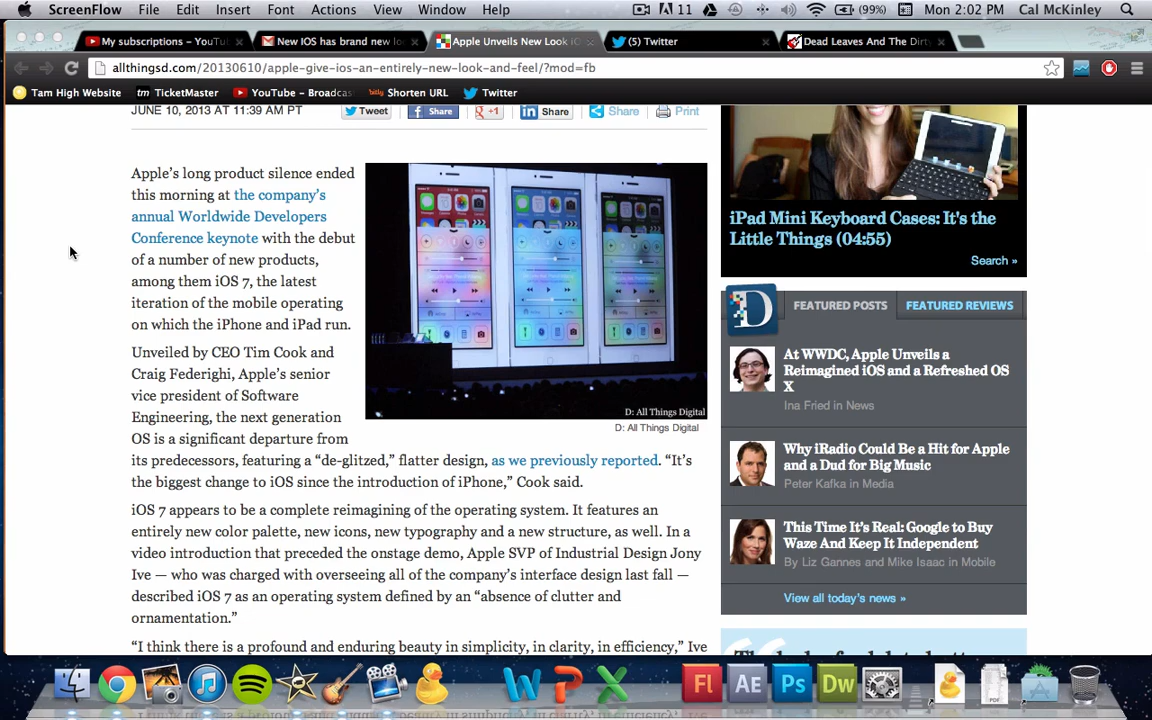 ScreenFlow File Edit Insert Font Actions View Window Help 11 (99%) Mon 2:02 PM Cal McKinley
My subscriptions – YouTu New IOS has brand new lo Apple Unveils New Look iO (5) Twitter Dead Leaves And The Dirt
allthingsd.com/20130610/apple-give-ios-an-entirely-new-look-and-feel/?mod=fb
Tam High Website tm TicketMaster YouTube – Broadcas bitly Shorten URL Twitter
JUNE 10, 2013 AT 11:39 AM PT Tweet Share +1 Share Share Print
Apple's long product silence ended
this morning at the company's
annual Worldwide Developers
Conference keynote with the debut
of a number of new products,
among them iOS 7, the latest
iteration of the mobile operating
on which the iPhone and iPad run.
Unveiled by CEO Tim Cook and
Craig Federighi, Apple's senior
vice president of Software
Engineering, the next generation
OS is a significant departure from
its predecessors, featuring a “de-glitzed,” flatter design, as we previously reported. “It's
the biggest change to iOS since the introduction of iPhone,” Cook said.
D: All Things Digital
D: All Things Digital
iOS 7 appears to be a complete reimagining of the operating system. It features an
entirely new color palette, new icons, new typography and a new structure, as well. In a
video introduction that preceded the onstage demo, Apple SVP of Industrial Design Jony
Ive — who was charged with overseeing all of the company's interface design last fall —
described iOS 7 as an operating system defined by an “absence of clutter and
ornamentation.”
“I think there is a profound and enduring beauty in simplicity, in clarity, in efficiency,” Ive
iPad Mini Keyboard Cases: It's the
Little Things (04:55)
Search »
D FEATURED POSTS FEATURED REVIEWS
At WWDC, Apple Unveils a
Reimagined iOS and a Refreshed OS
X
Ina Fried in News
Why iRadio Could Be a Hit for Apple
and a Dud for Big Music
Peter Kafka in Media
This Time It's Real: Google to Buy
Waze And Keep It Independent
By Liz Gannes and Mike Isaac in Mobile
View all today's news »
W P X Fl AE Ps Dw PDF